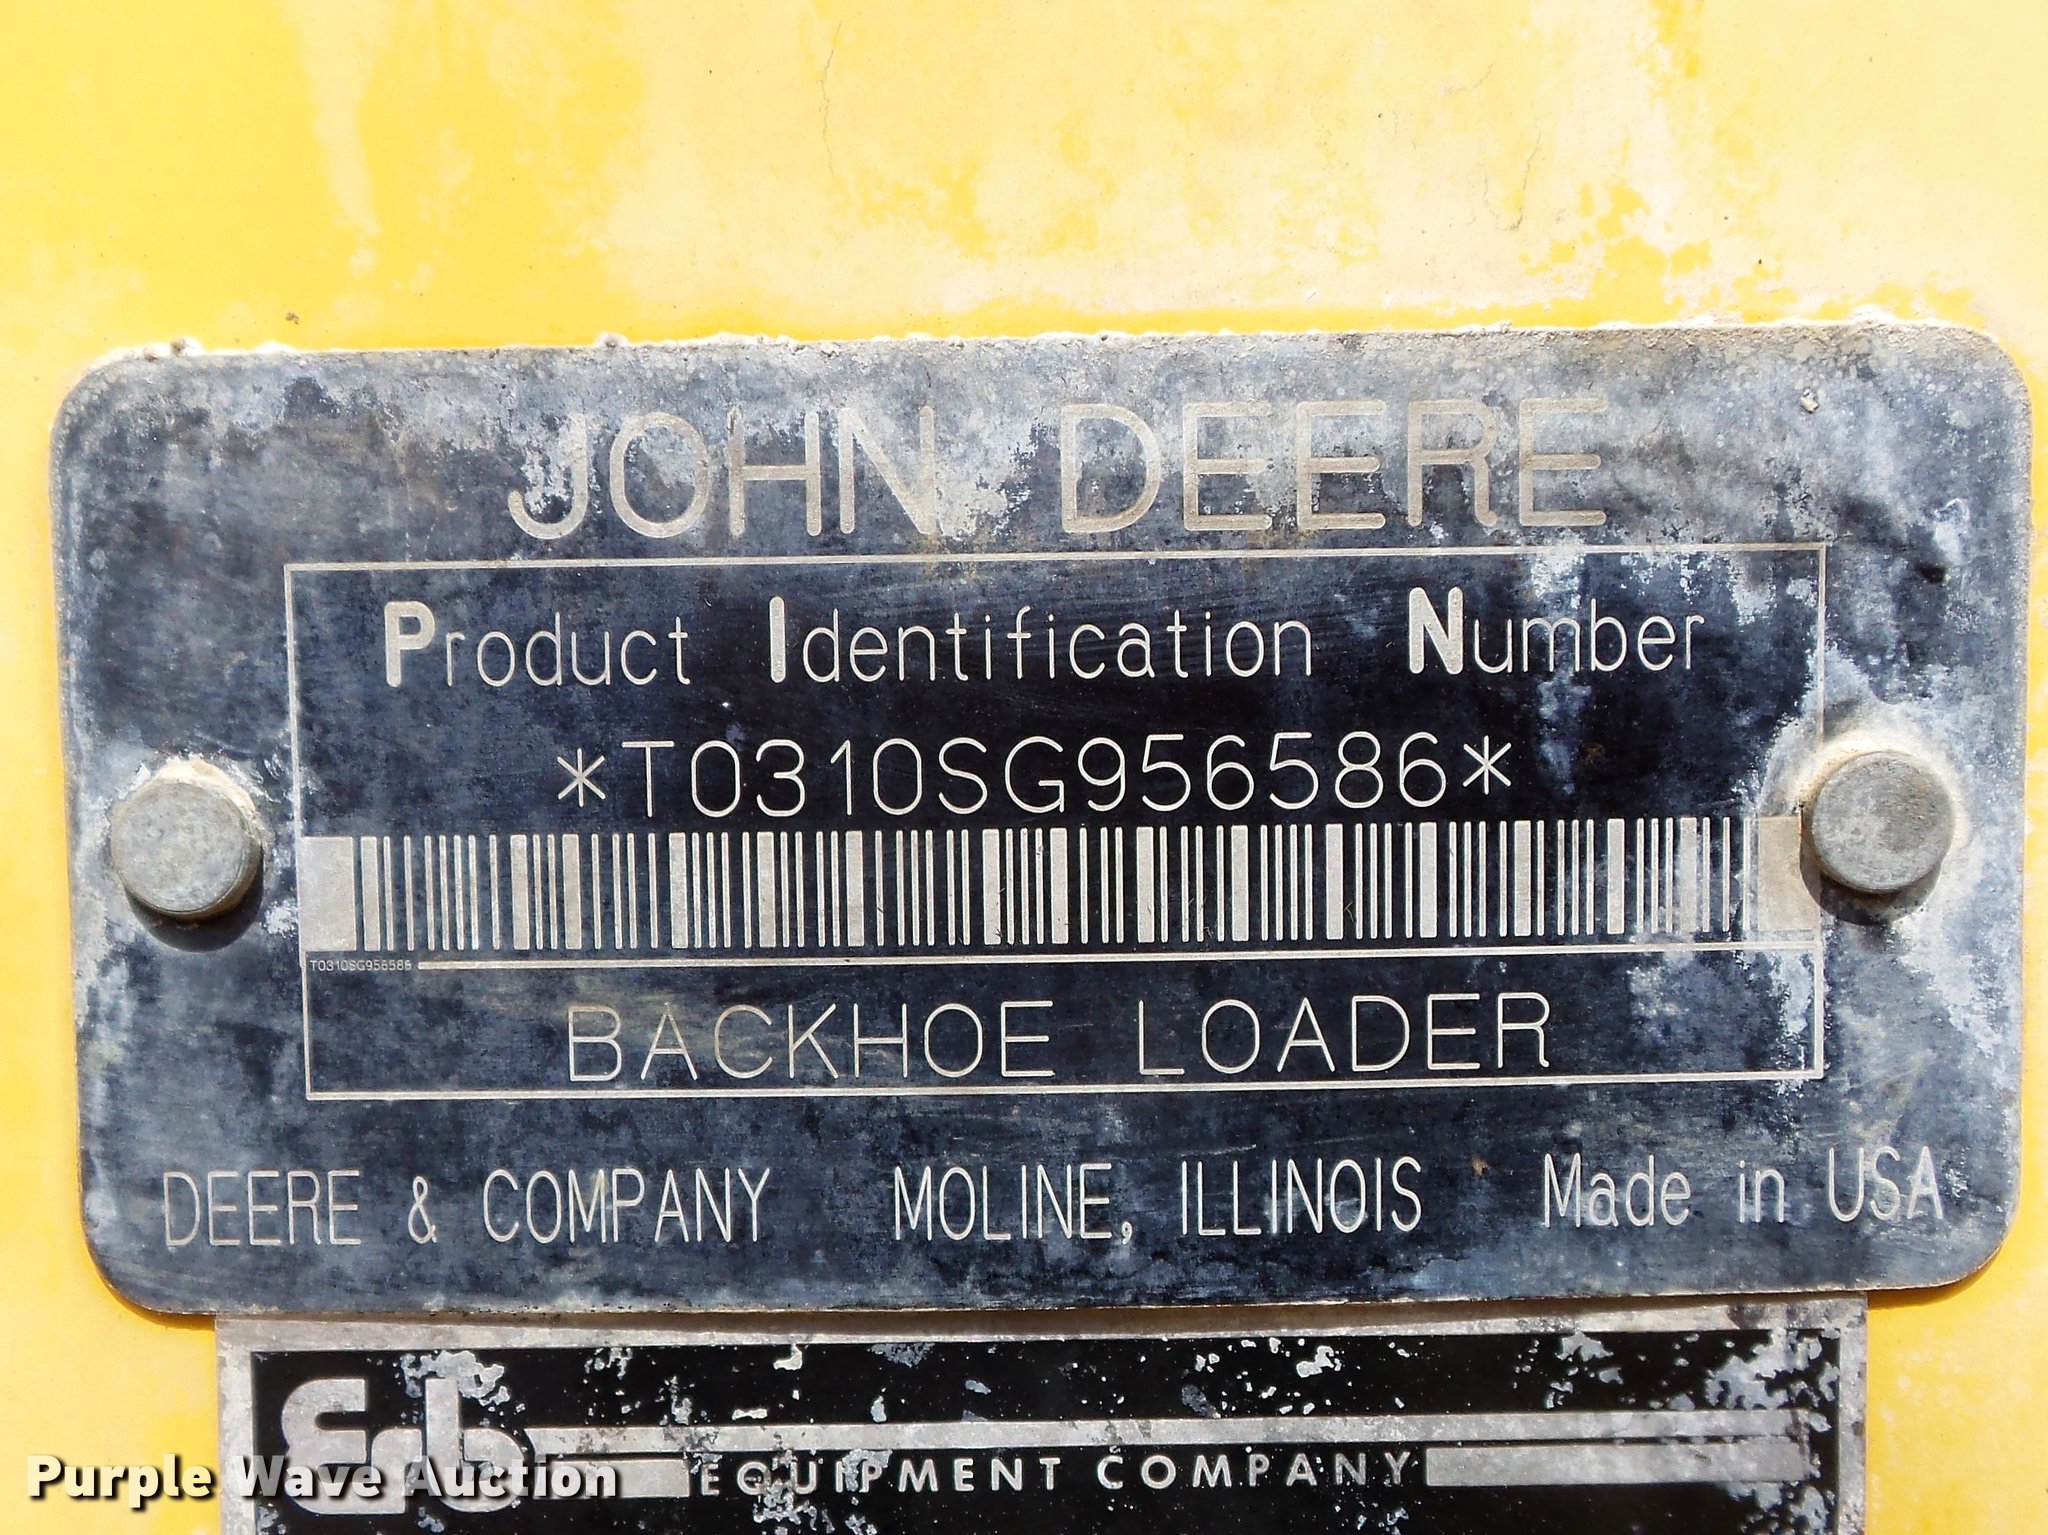 JOHN DEERE
Product Identification Number
*T0310SG956586*
T0310SG956586
BACKHOE LOADER
DEERE & COMPANY MOLINE, ILLINOIS Made in USA
Erb
EQUIPMENT COMPANY
Purple Wave Auction